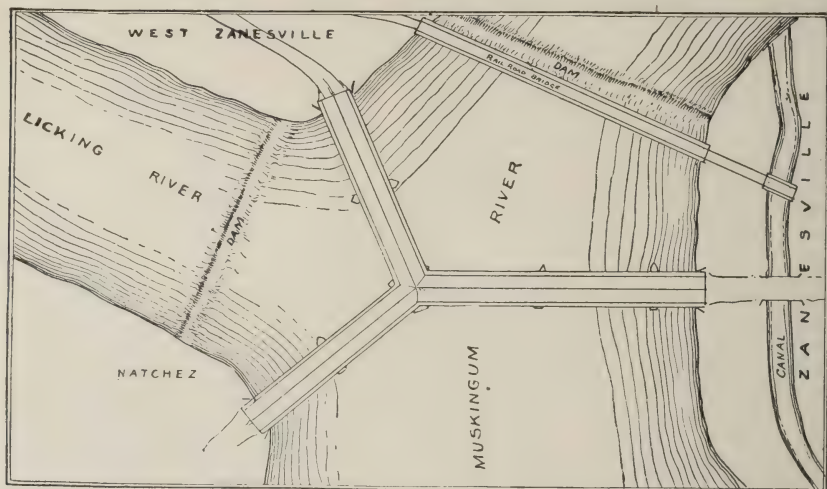 WEST ZANESVILLE
DAM
RAIL ROAD BRIDGE
LICKING RIVER
DAM
RIVER
ZANESVILLE
NATCHEZ
MUSKINGUM
CANAL